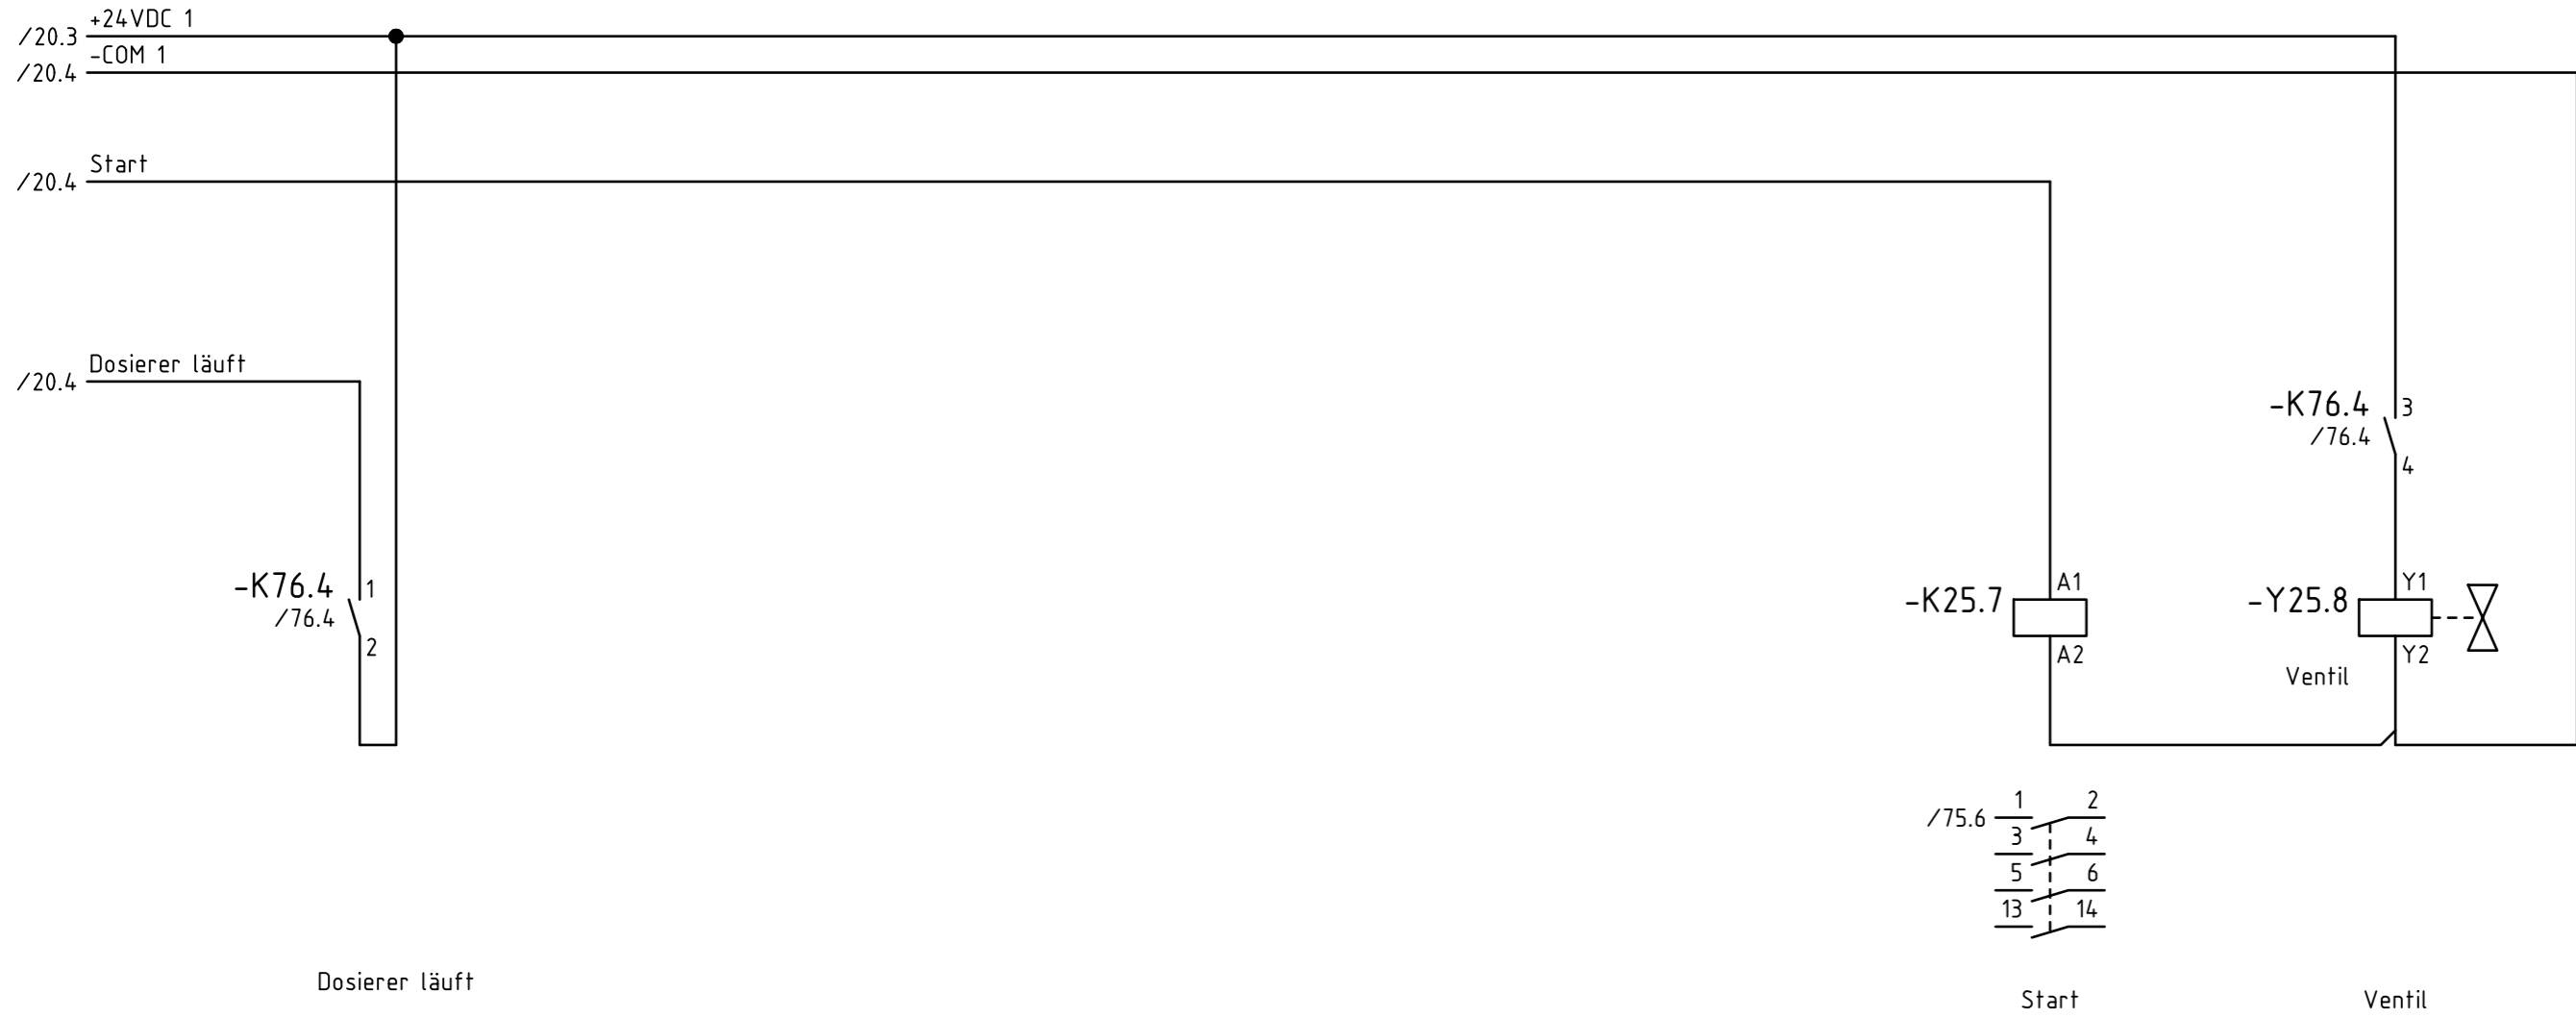 +24VDC 1
/20.3
-COM 1
/20.4
Start
/20.4
Dosierer läuft
/20.4
-K76.4
/76.4
3
4
-K76.4
/76.4
1
2
-K25.7
A1
A2
-Y25.8
Y1
Y2
Ventil
/75.6
1 2
3 4
5 6
13 14
Dosierer läuft
Start
Ventil